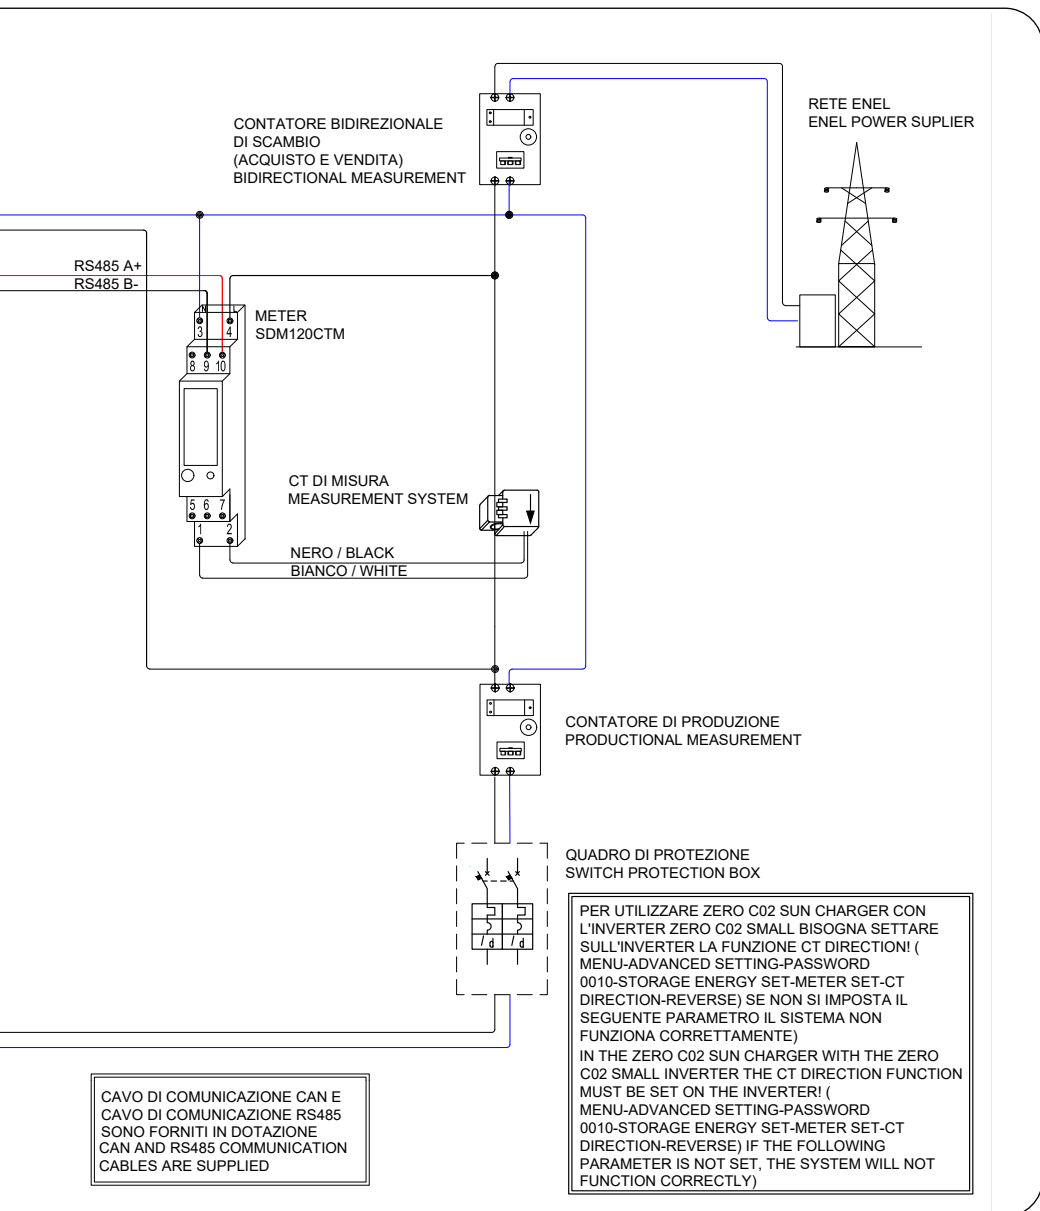 RETE ENEL
ENEL POWER SUPLIER
CONTATORE BIDIREZIONALE
DI SCAMBIO
(ACQUISTO E VENDITA)
BIDIRECTIONAL MEASUREMENT
RS485 A+
RS485 B-
N L
3 4
METER
SDM120CTM
8 9 10
CT DI MISURA
MEASUREMENT SYSTEM
5 6 7
1 2
NERO / BLACK
BIANCO / WHITE
CONTATORE DI PRODUZIONE
PRODUCTIONAL MEASUREMENT
QUADRO DI PROTEZIONE
SWITCH PROTECTION BOX
/ d / d
PER UTILIZZARE ZERO C02 SUN CHARGER CON
L'INVERTER ZERO C02 SMALL BISOGNA SETTARE
SULL'INVERTER LA FUNZIONE CT DIRECTION! (
MENU-ADVANCED SETTING-PASSWORD
0010-STORAGE ENERGY SET-METER SET-CT
DIRECTION-REVERSE) SE NON SI IMPOSTA IL
SEGUENTE PARAMETRO IL SISTEMA NON
FUNZIONA CORRETTAMENTE)
IN THE ZERO C02 SUN CHARGER WITH THE ZERO
C02 SMALL INVERTER THE CT DIRECTION FUNCTION
MUST BE SET ON THE INVERTER! (
MENU-ADVANCED SETTING-PASSWORD
0010-STORAGE ENERGY SET-METER SET-CT
DIRECTION-REVERSE) IF THE FOLLOWING
PARAMETER IS NOT SET, THE SYSTEM WILL NOT
FUNCTION CORRECTLY)
CAVO DI COMUNICAZIONE CAN E
CAVO DI COMUNICAZIONE RS485
SONO FORNITI IN DOTAZIONE
CAN AND RS485 COMMUNICATION
CABLES ARE SUPPLIED